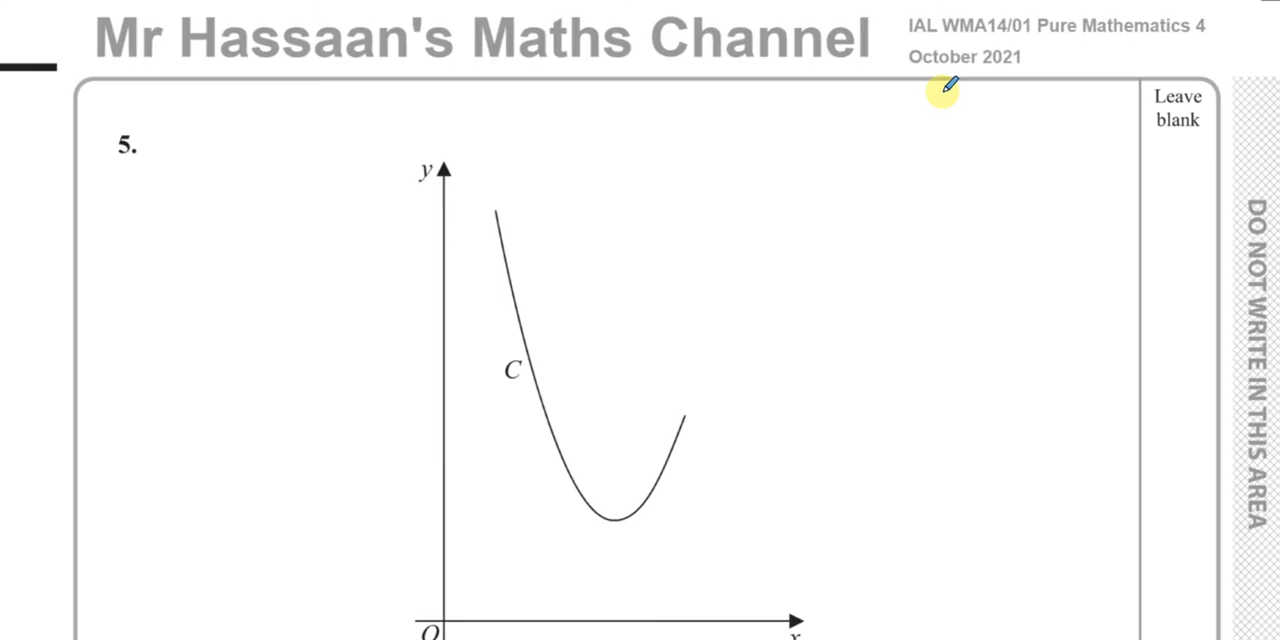 Mr Hassaan's Maths Channel
IAL WMA14/01 Pure Mathematics 4
October 2021
Leave
blank
5.
y
C
O
x
DO NOT WRITE IN THIS AREA